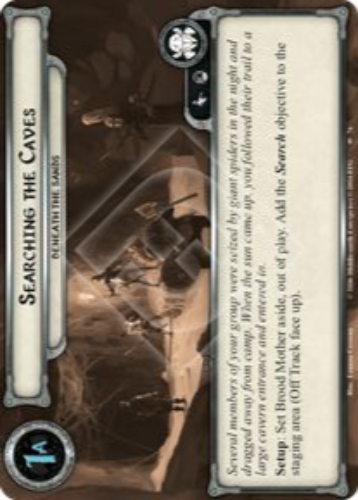 1A
SEARCHING THE CAVES
BENEATH THE SANDS
Several members of your group were seized by giant spiders in the night and
dragged away from camp. When the sun came up, you followed their trail to a
large cavern entrance and entered in.
Setup: Set Brood Mother aside, out of play. Add the Search objective to the
staging area (Off Track face up).